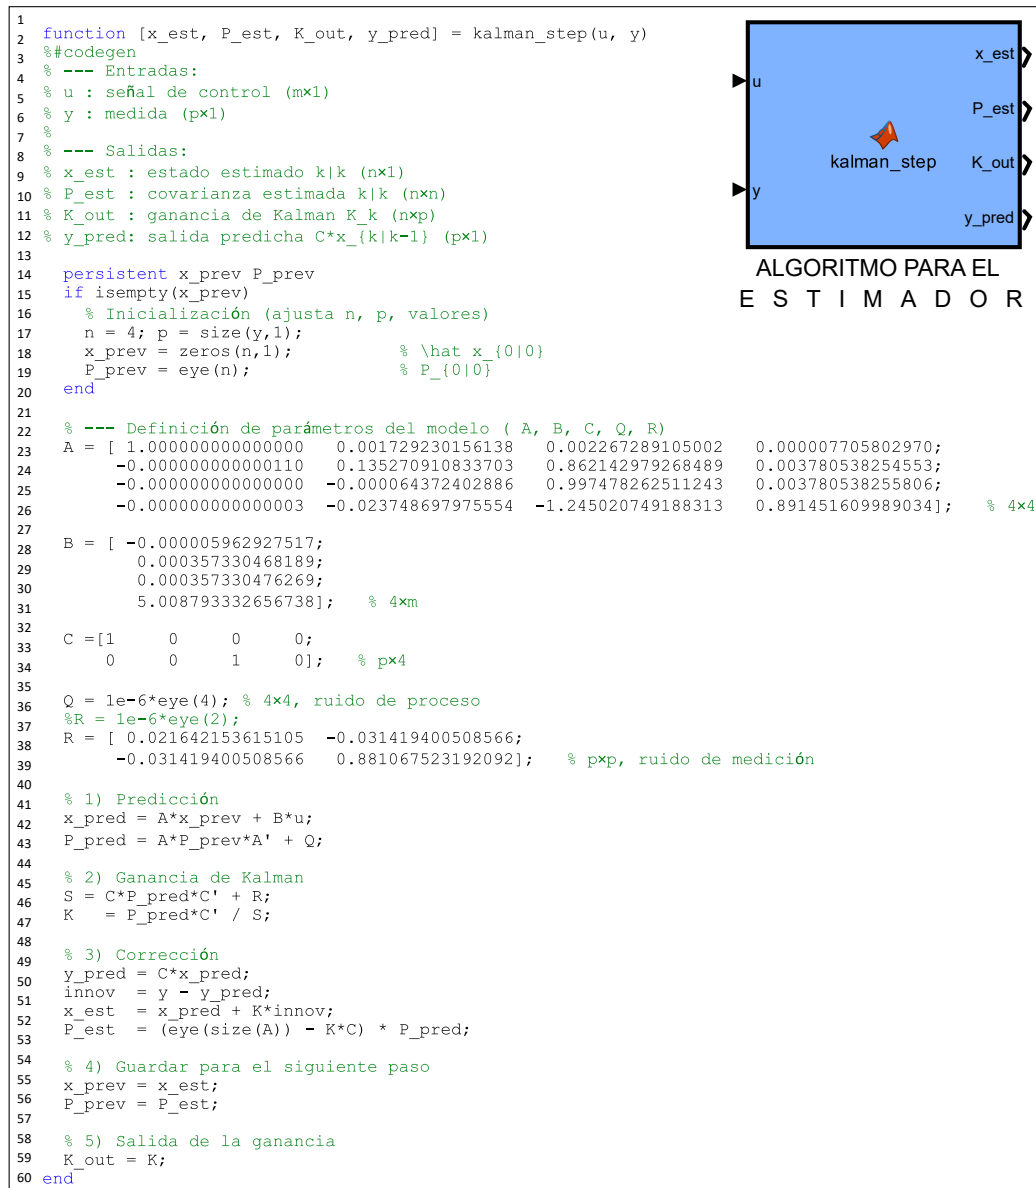 1
2 function [x_est, P_est, K_out, y_pred] = kalman_step(u, y)
3 %#codegen
4 % --- Entradas:
5 % u : señal de control (m×1)
6 % y : medida (p×1)
7 %
8 % --- Salidas:
9 % x_est : estado estimado k|k (n×1)
10 % P_est : covarianza estimada k|k (n×n)
11 % K_out : ganancia de Kalman K_k (n×p)
12 % y_pred: salida predicha C*x_{k|k-1} (p×1)
13
14 persistent x_prev P_prev
15 if isempty(x_prev)
16 % Inicialización (ajusta n, p, valores)
17 n = 4; p = size(y,1);
18 x_prev = zeros(n,1); % \hat x_{0|0}
19 P_prev = eye(n); % P_{0|0}
20 end
21
22 % --- Definición de parámetros del modelo ( A, B, C, Q, R)
23 A = [ 1.000000000000000 0.001729230156138 0.002267289105002 0.000007705802970;
24 -0.000000000000110 0.135270910833703 0.862142979268489 0.003780538254553;
25 -0.000000000000000 -0.000064372402886 0.997478262511243 0.003780538255806;
26 -0.000000000000003 -0.023748697975554 -1.245020749188313 0.891451609989034]; % 4×4
27
28 B = [ -0.000005962927517;
29 0.000357330468189;
30 0.000357330476269;
31 5.008793332656738]; % 4×m
32
33 C =[1 0 0 0;
34 0 0 1 0]; % p×4
35
36 Q = 1e-6*eye(4); % 4×4, ruido de proceso
37 %R = 1e-6*eye(2);
38 R = [ 0.021642153615105 -0.031419400508566;
39 -0.031419400508566 0.881067523192092]; % p×p, ruido de medición
40
41 % 1) Predicción
42 x_pred = A*x_prev + B*u;
43 P_pred = A*P_prev*A' + Q;
44
45 % 2) Ganancia de Kalman
46 S = C*P_pred*C' + R;
47 K = P_pred*C' / S;
48
49 % 3) Corrección
50 y_pred = C*x_pred;
51 innov = y - y_pred;
52 x_est = x_pred + K*innov;
53 P_est = (eye(size(A)) - K*C) * P_pred;
54
55 % 4) Guardar para el siguiente paso
56 x_prev = x_est;
57 P_prev = P_est;
58
% 5) Salida de la ganancia
59 K_out = K;
60 end
u
y
kalman_step
x_est
P_est
K_out
y_pred
ALGORITMO PARA EL
E S T I M A D O R